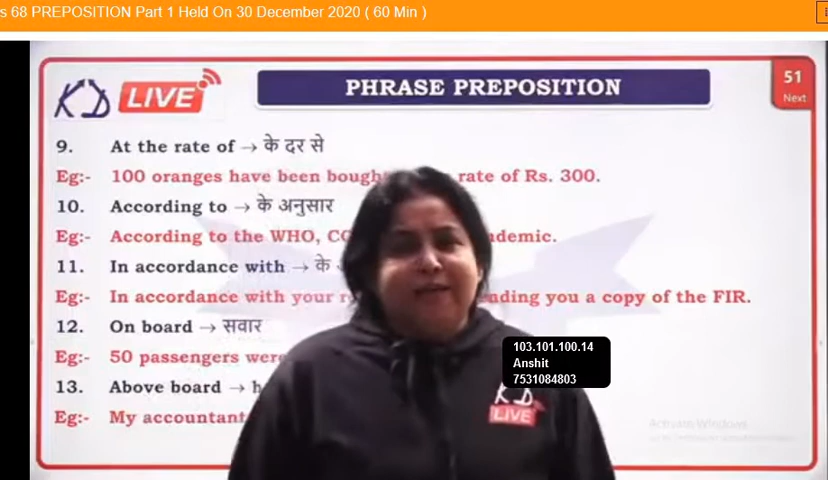 s 68 PREPOSITION Part 1 Held On 30 December 2020 ( 60 Min )
KD LIVE
PHRASE PREPOSITION
51
Next
9. At the rate of → के दर से
Eg:- 100 oranges have been bough rate of Rs. 300.
10. According to → के अनुसार
Eg:- According to the WHO, CO demic.
11. In accordance with → के
Eg:- In accordance with your r nding you a copy of the FIR.
12. On board → सवार
Eg:- 50 passengers were
13. Above board → h
Eg:- My accountant
103.101.100.14
Anshit
7531084803
KD
LIVE
Activate Windows